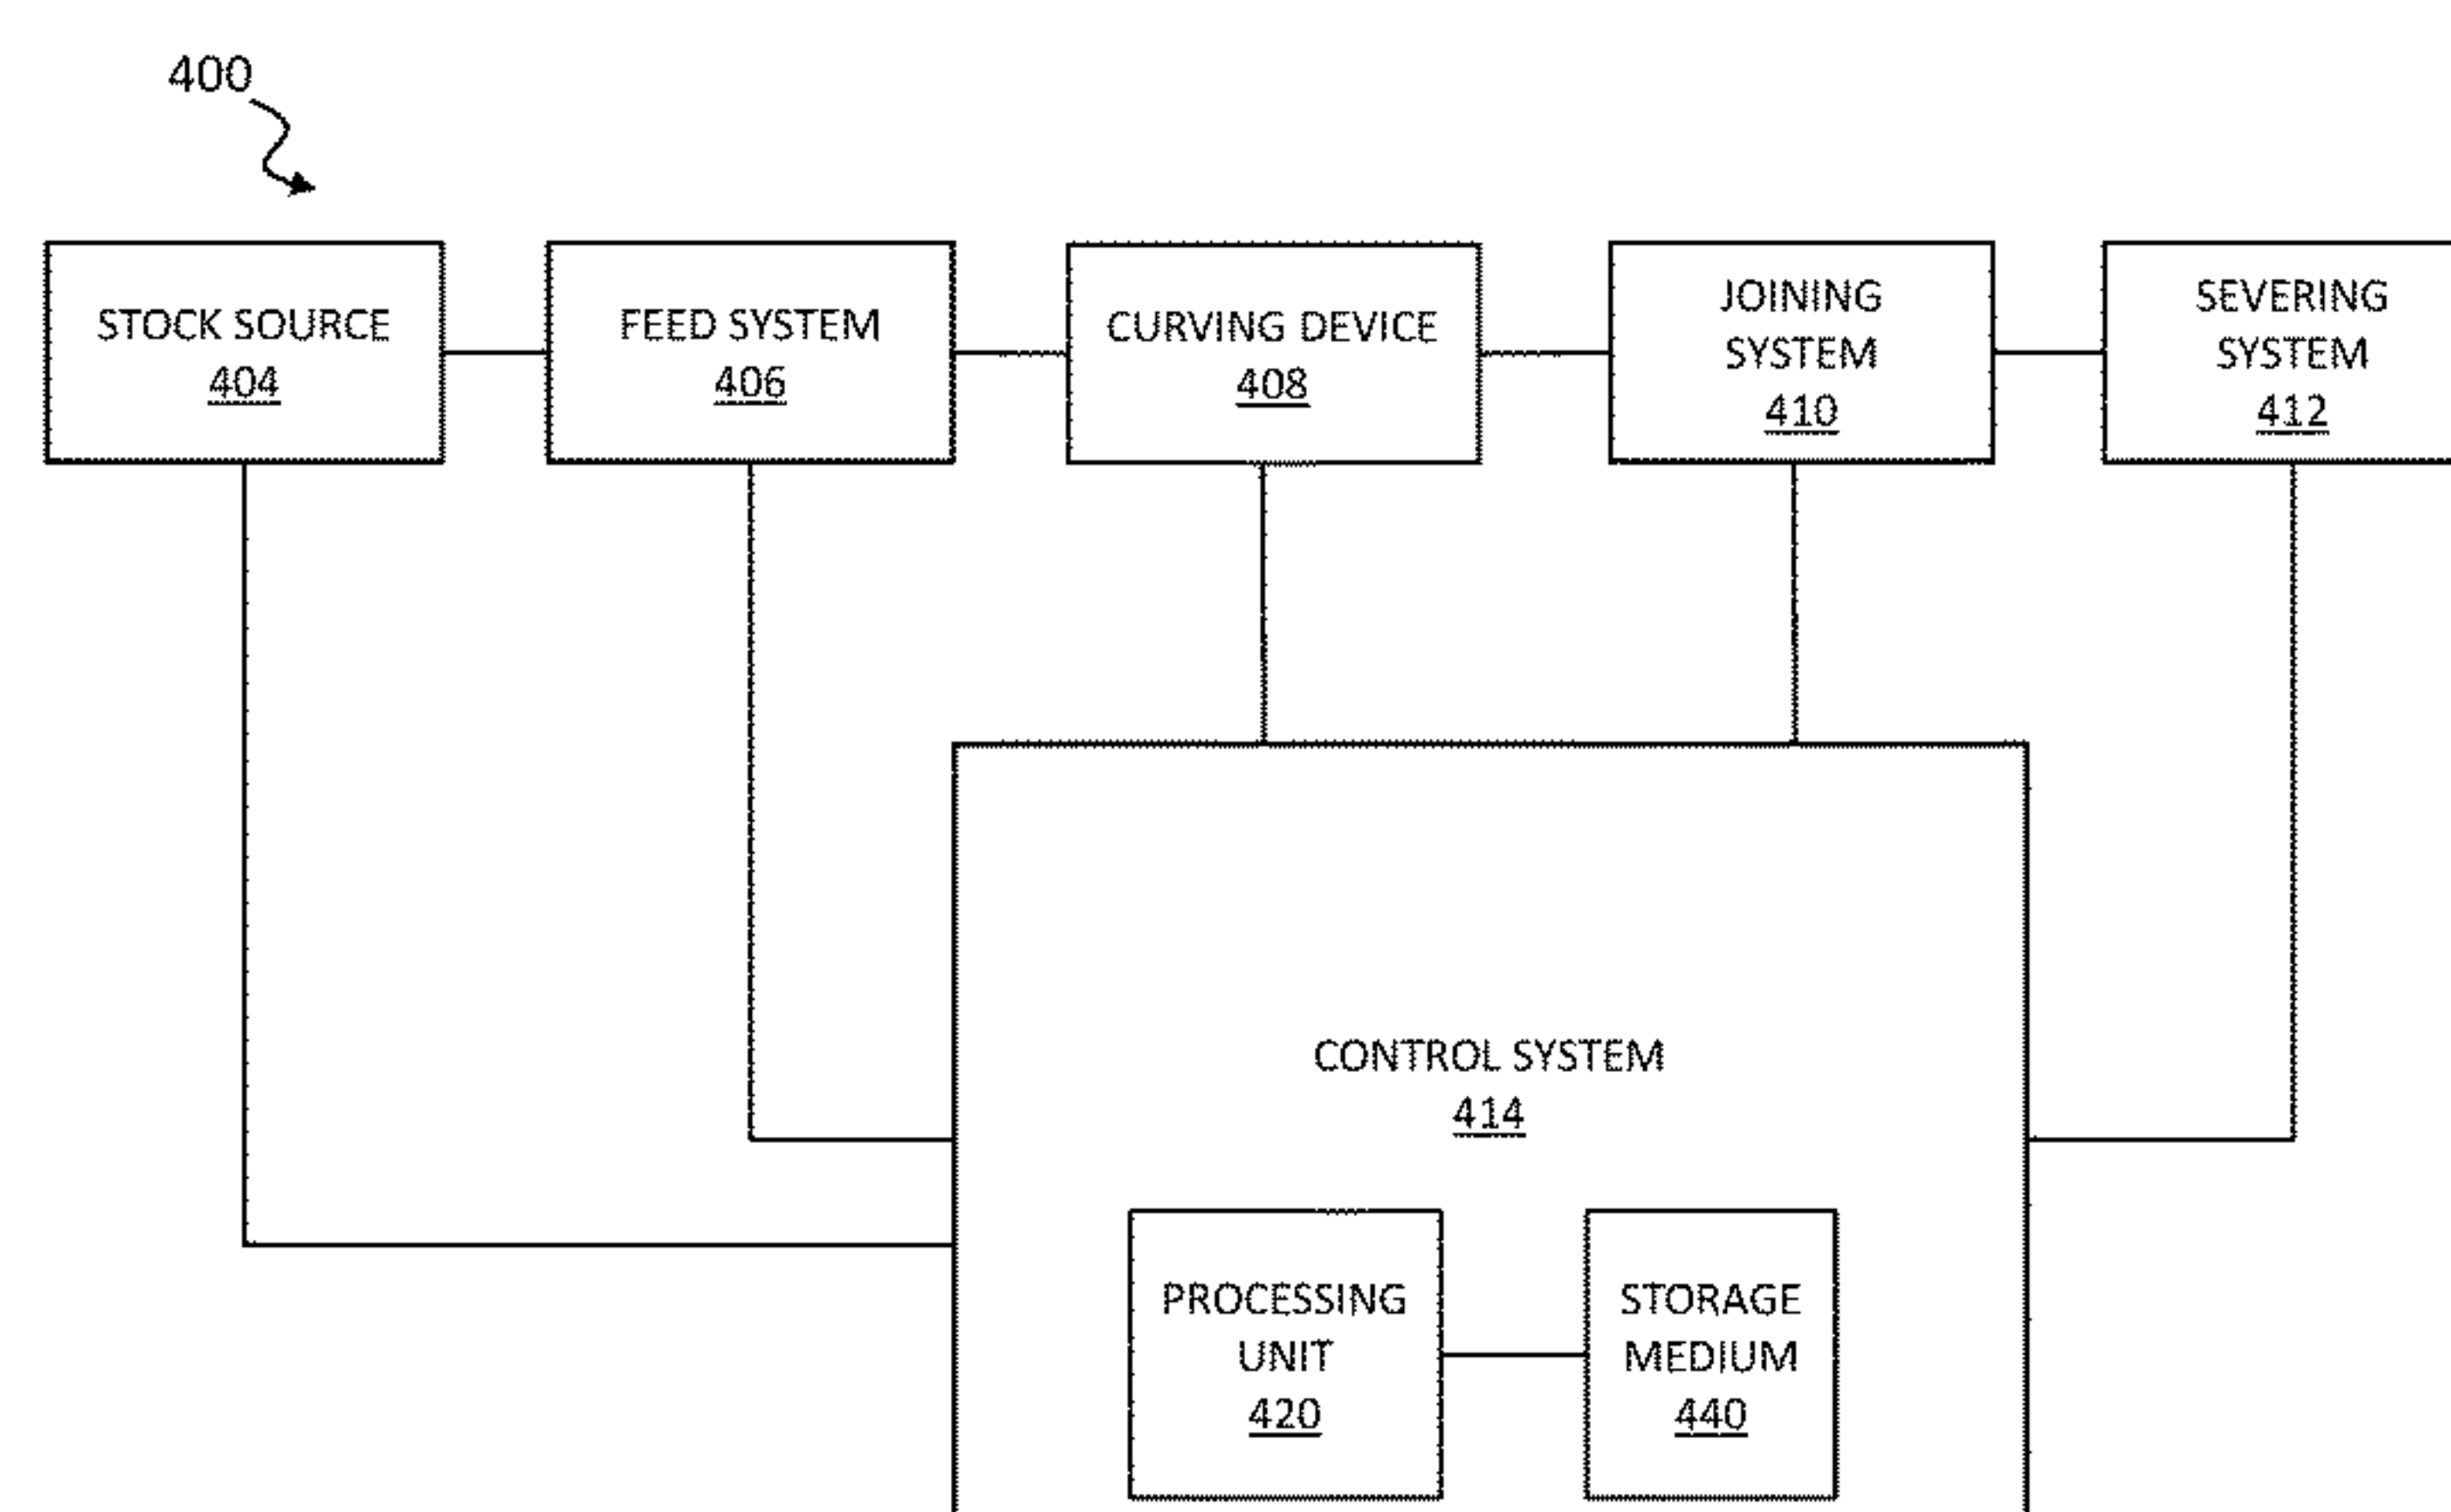 400
STOCK SOURCE
404
FEED SYSTEM
406
CURVING DEVICE
408
JOINING
SYSTEM
410
SEVERING
SYSTEM
412
CONTROL SYSTEM
414
PROCESSING
UNIT
420
STORAGE
MEDIUM
440